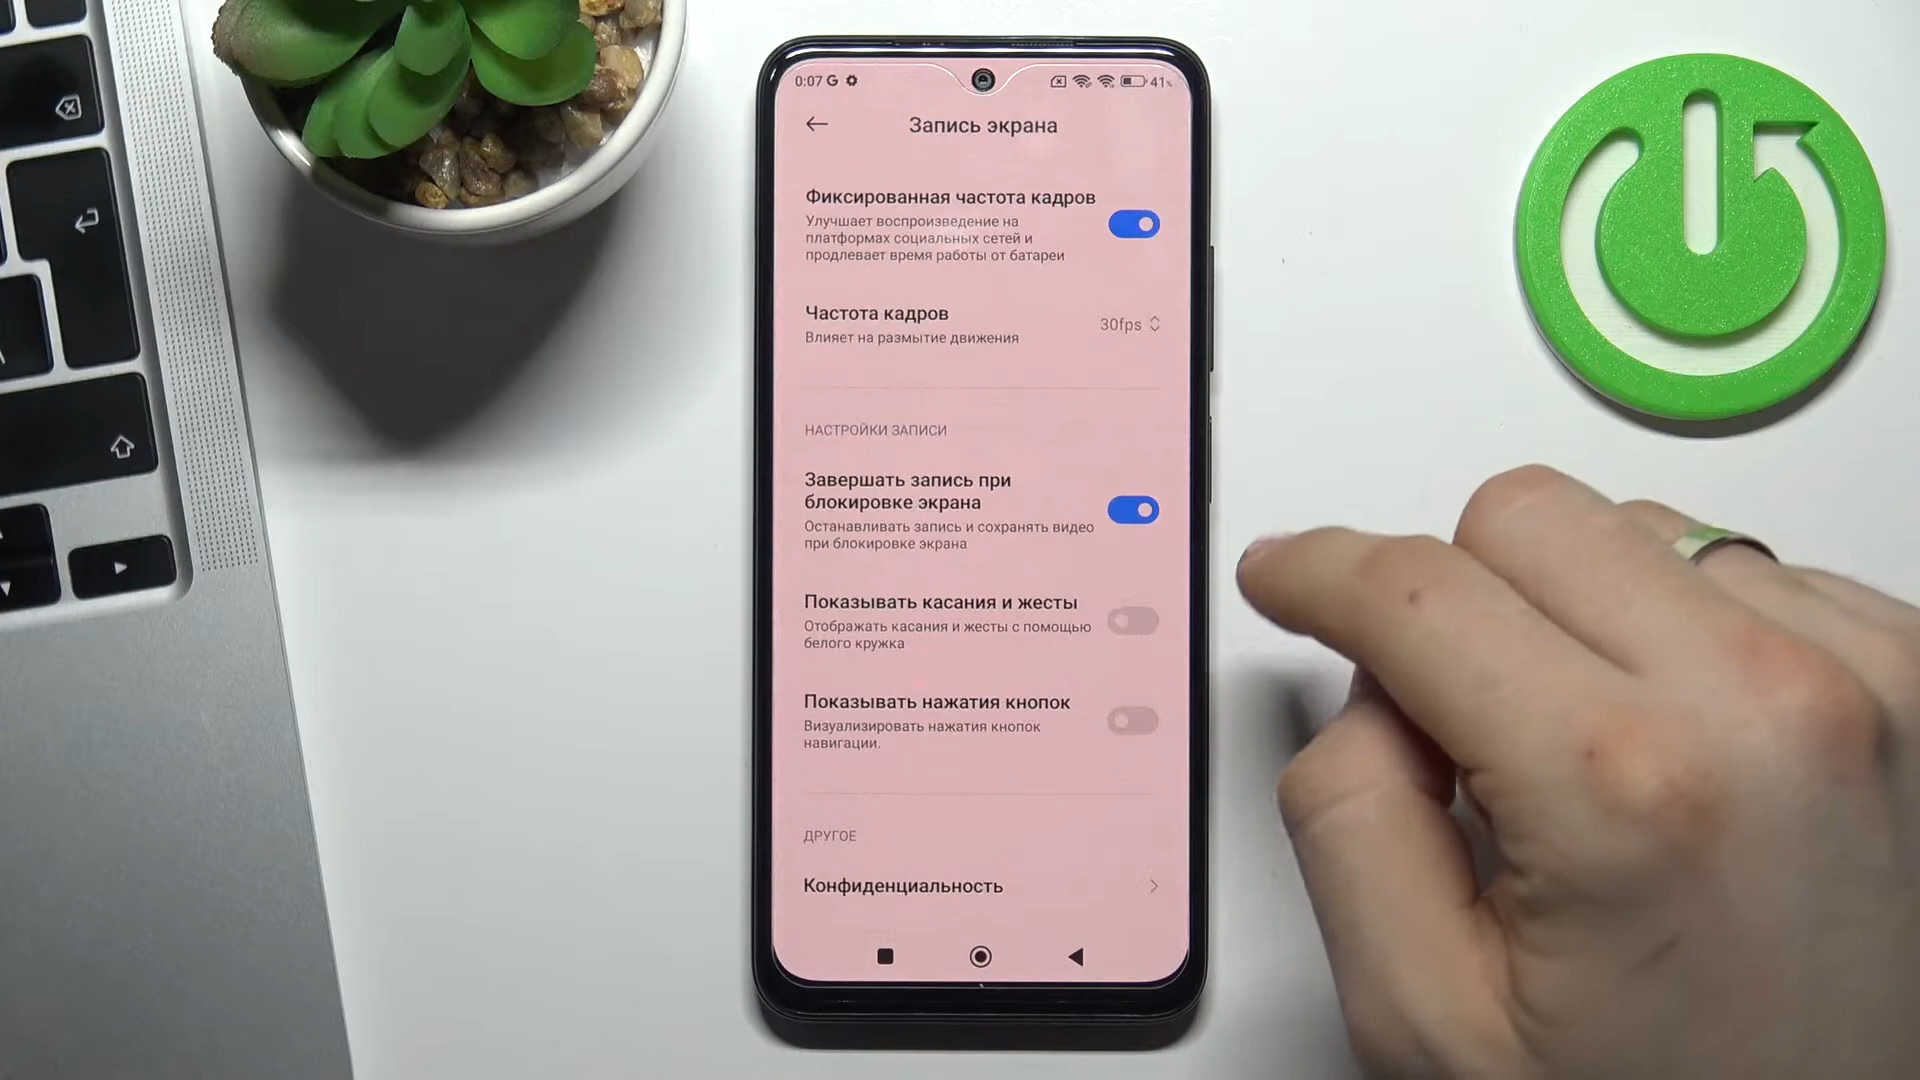 0:07 G
41%
Запись экрана
Фиксированная частота кадров
Улучшает воспроизведение на
платформах социальных сетей и
продлевает время работы от батареи
Частота кадров
30fps
Влияет на размытие движения
НАСТРОЙКИ ЗАПИСИ
Завершать запись при
блокировке экрана
Останавливать запись и сохранять видео
при блокировке экрана
Показывать касания и жесты
Отображать касания и жесты с помощью
белого кружка
Показывать нажатия кнопок
Визуализировать нажатия кнопок
навигации.
ДРУГОЕ
Конфиденциальность